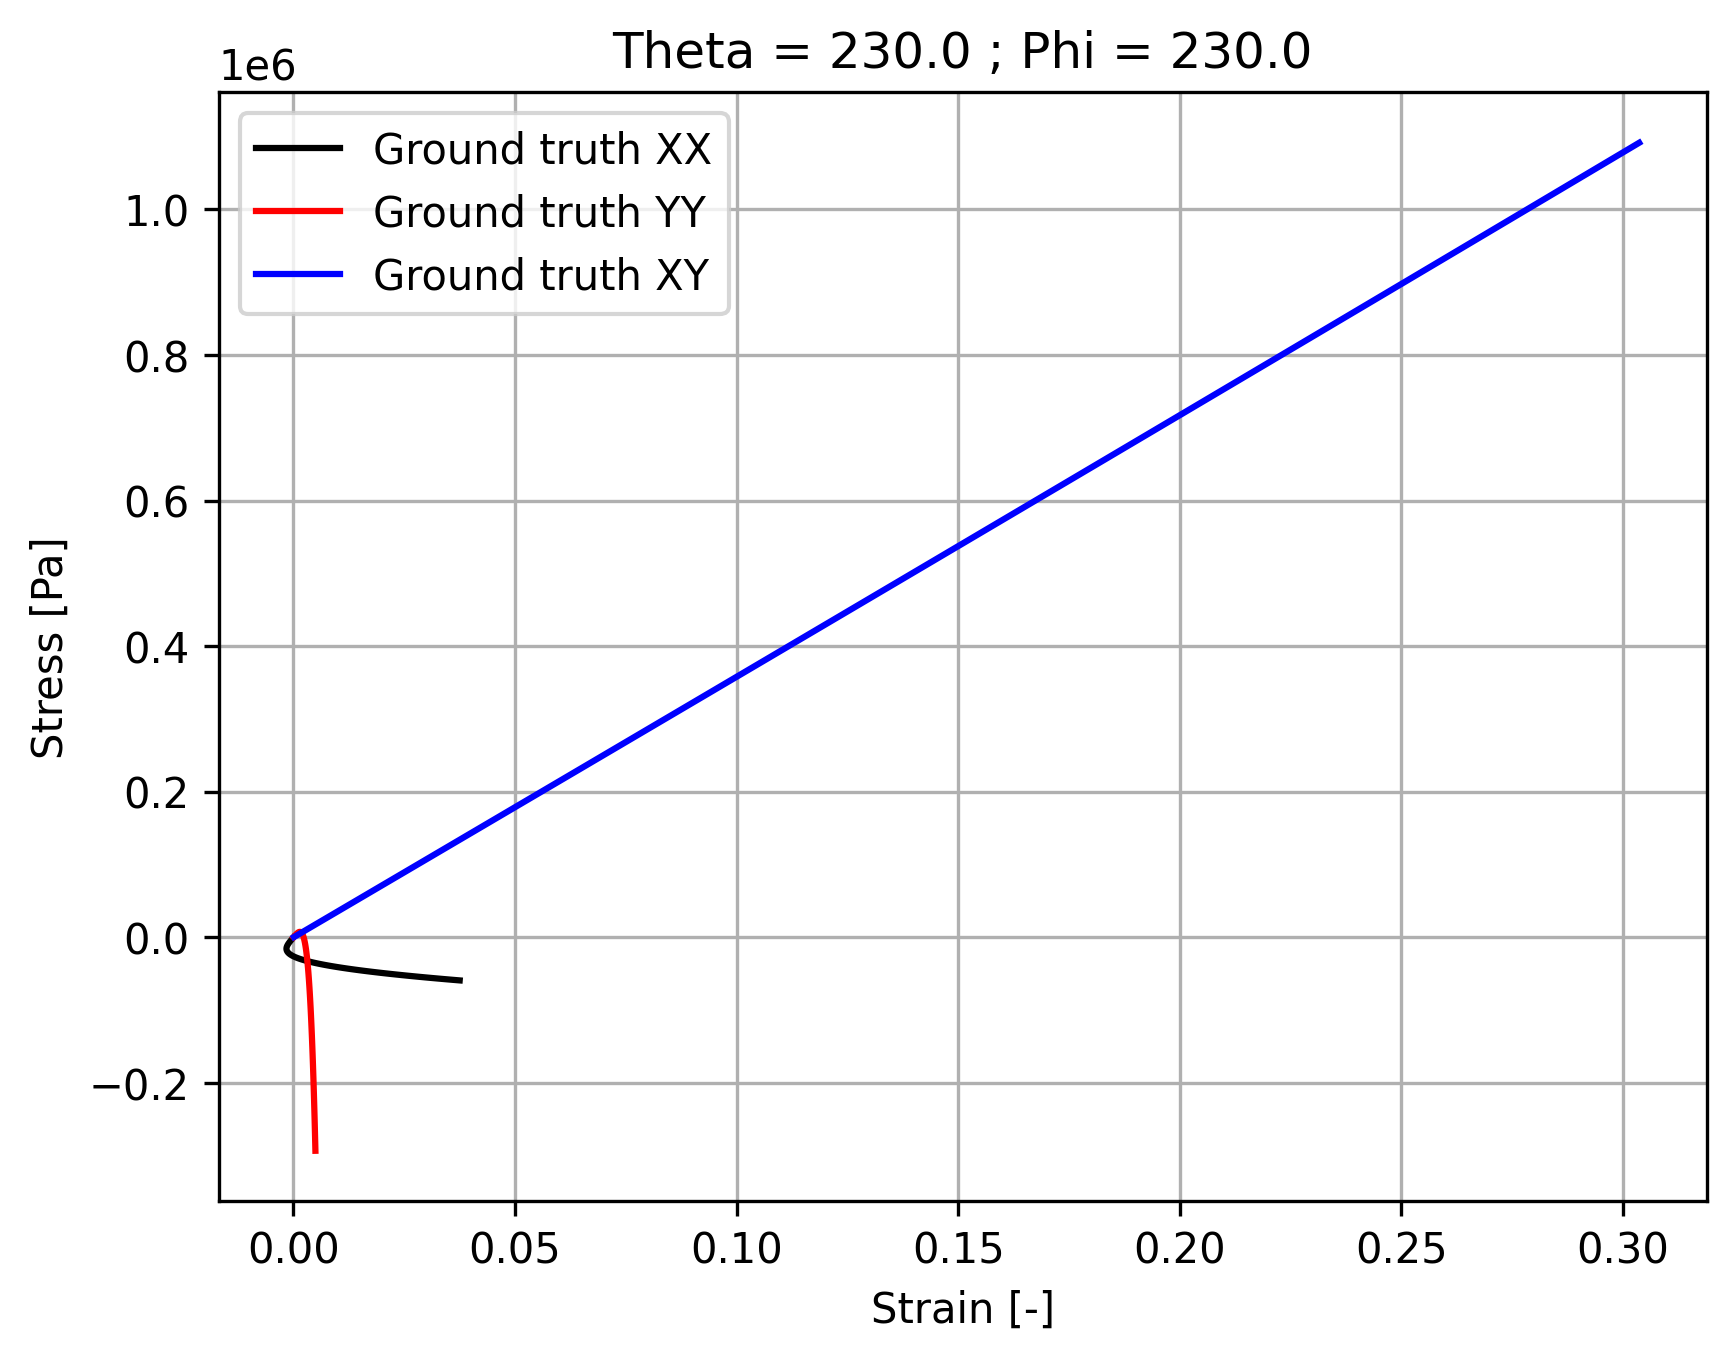 Theta = 230.0 ; Phi = 230.0
1e6
Ground truth XX
Ground truth YY
Ground truth XY
1.0
0.8
0.6
0.4
0.2
0.0
−0.2
Stress [Pa]
0.00 0.05 0.10 0.15 0.20 0.25 0.30
Strain [-]